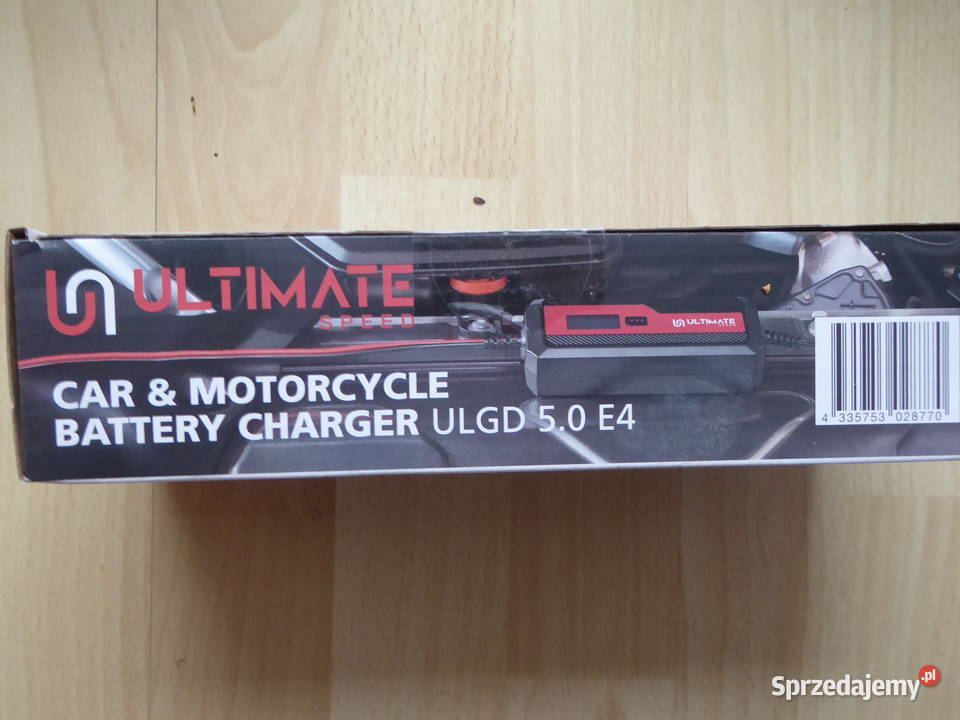 ULTIMATE
SPEED
ULTIMATE
CAR & MOTORCYCLE
BATTERY CHARGER ULGD 5.0 E4
4 335753 028770
Sprzedajemy.pl